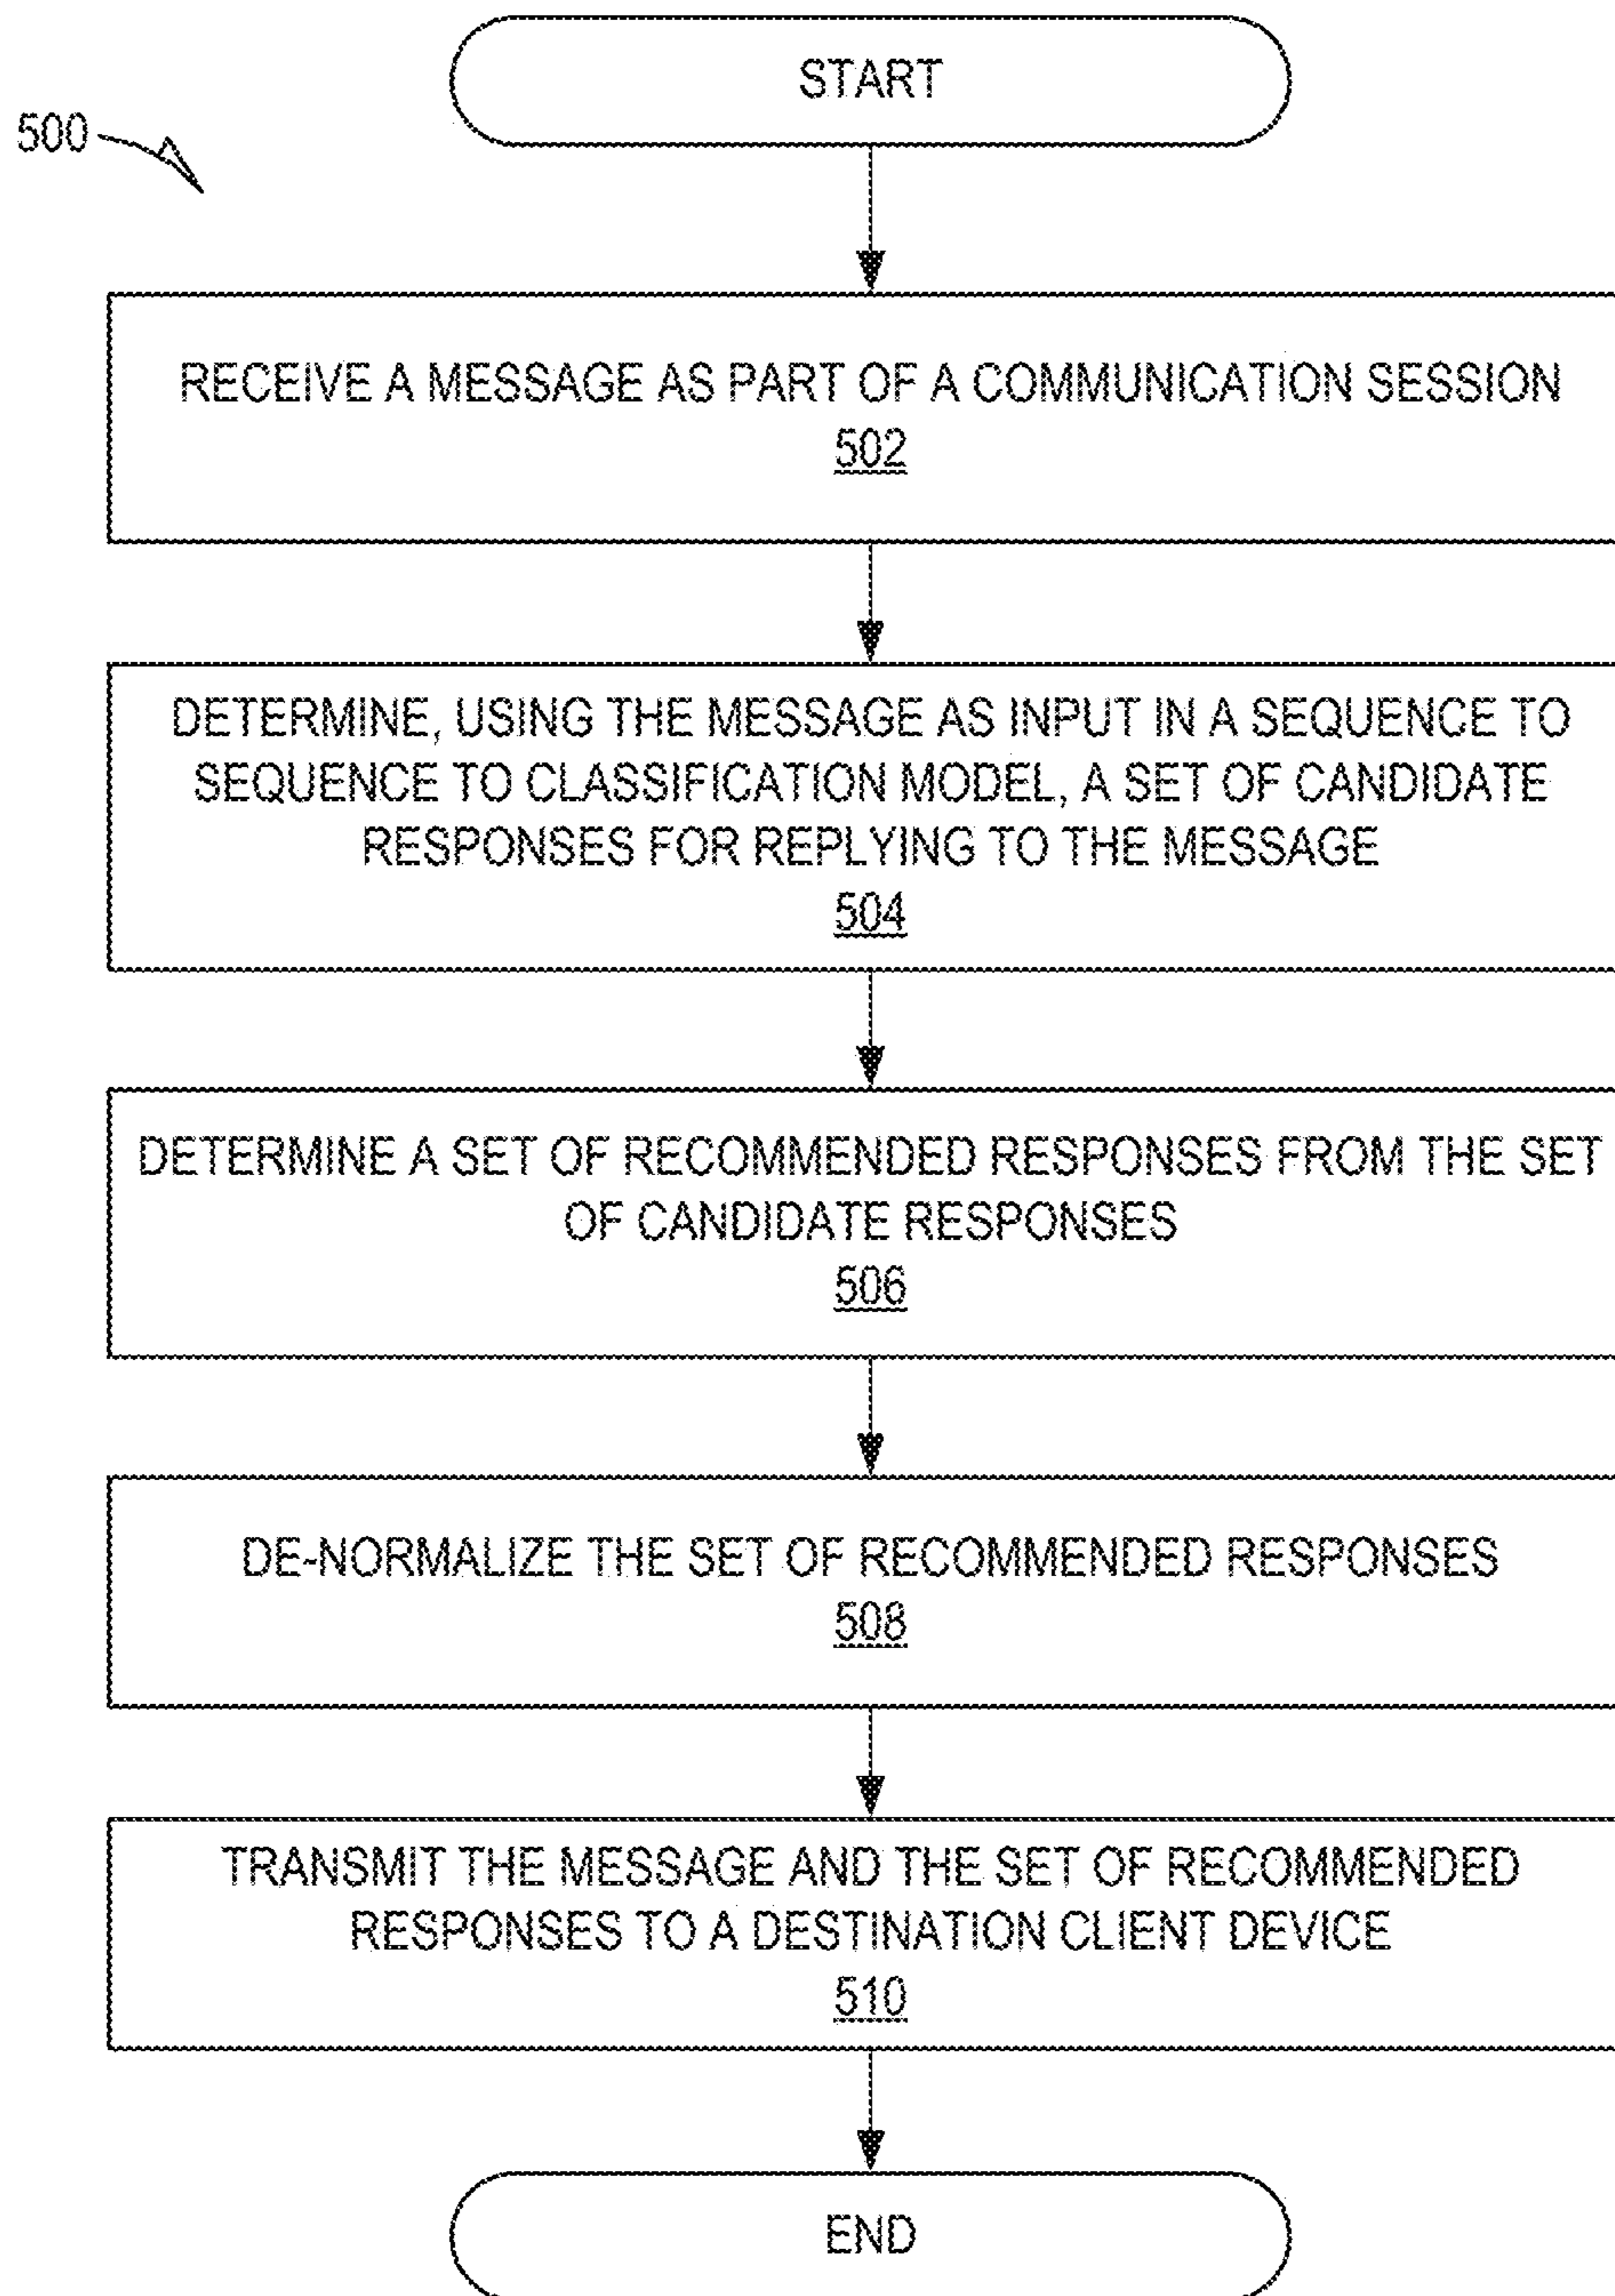 START
500
RECEIVE A MESSAGE AS PART OF A COMMUNICATION SESSION
502
DETERMINE, USING THE MESSAGE AS INPUT IN A SEQUENCE TO
SEQUENCE TO CLASSIFICATION MODEL, A SET OF CANDIDATE
RESPONSES FOR REPLYING TO THE MESSAGE
504
DETERMINE A SET OF RECOMMENDED RESPONSES FROM THE SET
OF CANDIDATE RESPONSES
506
DE-NORMALIZE THE SET OF RECOMMENDED RESPONSES
508
TRANSMIT THE MESSAGE AND THE SET OF RECOMMENDED
RESPONSES TO A DESTINATION CLIENT DEVICE
510
END